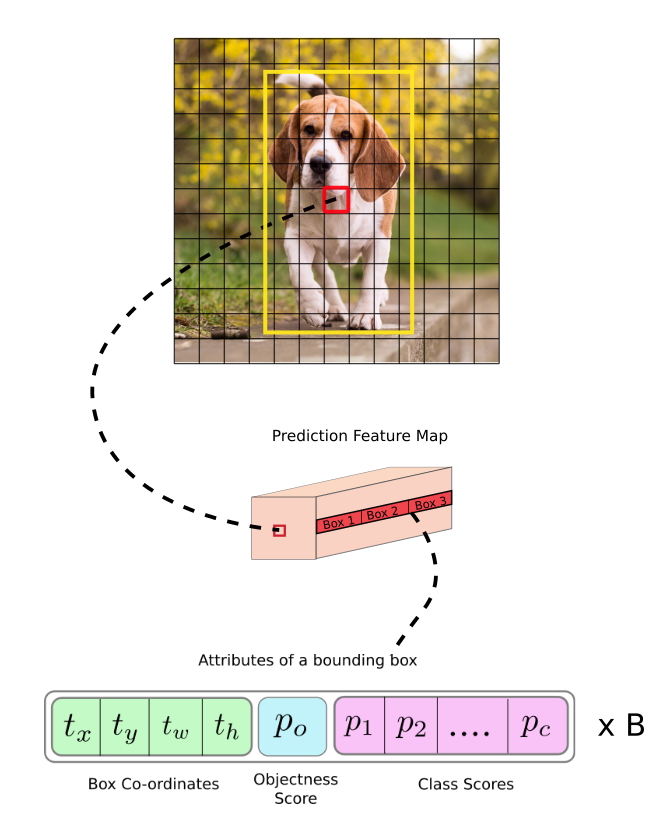 Prediction Feature Map
Box 1 Box 2 Box 3
Attributes of a bounding box
t_x t_y t_w t_h p_o p_1 p_2 .... p_c x B
Box Co-ordinates Objectness Score Class Scores